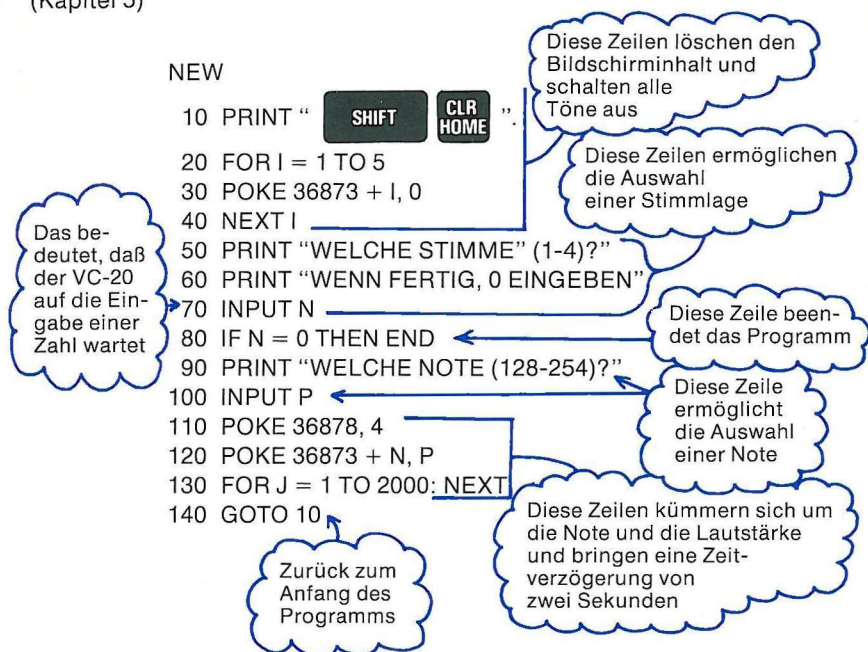 (Kapitel 5)
NEW
10 PRINT “ SHIFT CLR HOME ”.
20 FOR I = 1 TO 5
30 POKE 36873 + I, 0
40 NEXT I
50 PRINT “WELCHE STIMME” (1-4)?”
60 PRINT “WENN FERTIG, 0 EINGEBEN”
70 INPUT N
80 IF N = 0 THEN END
90 PRINT “WELCHE NOTE (128-254)?”
100 INPUT P
110 POKE 36878, 4
120 POKE 36873 + N, P
130 FOR J = 1 TO 2000: NEXT
140 GOTO 10
Diese Zeilen löschen den
Bildschirminhalt und
schalten alle
Töne aus
Diese Zeilen ermöglichen
die Auswahl
einer Stimmlage
Das be-
deutet, daß
der VC-20
auf die Ein-
gabe einer
Zahl wartet
Diese Zeile been-
det das Programm
Diese Zeile
ermöglicht
die Auswahl
einer Note
Diese Zeilen kümmern sich um
die Note und die Lautstärke
und bringen eine Zeit-
verzögerung von
zwei Sekunden
Zurück zum
Anfang des
Programms